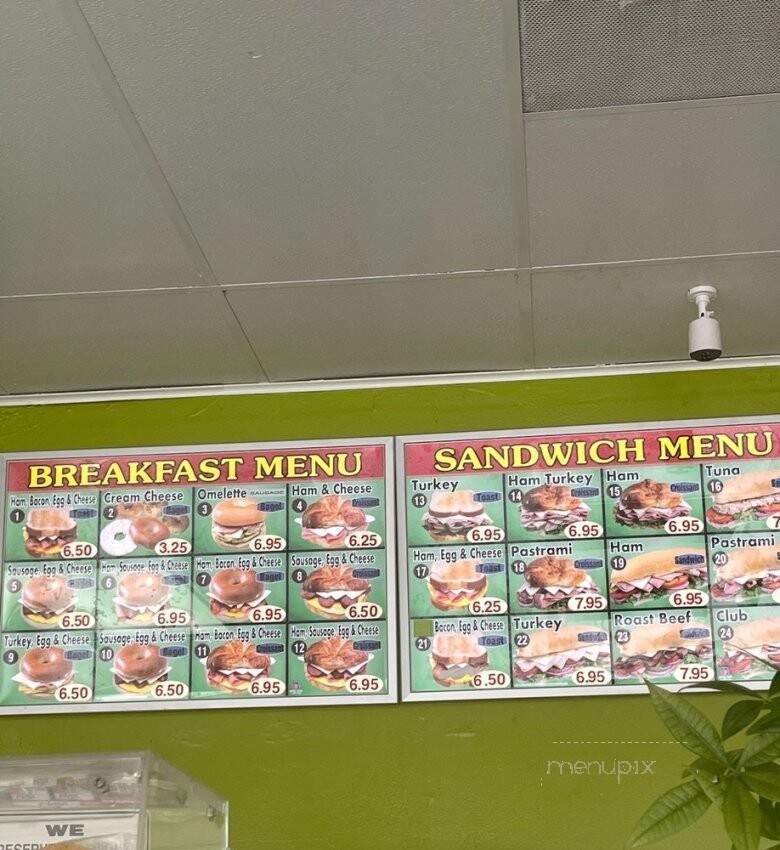 BREAKFAST MENU
Ham, Bacon, Egg & Cheese
1 Toast
6.50
Cream Cheese
2 Bagel
3.25
Omelette SAUSAGE
3 Bagel
6.95
Ham & Cheese
4 Croissant
6.25
Sausage, Egg & Cheese
5
6.50
Ham, Sausage, Egg & Cheese
6 Bagel
6.95
Ham, Bacon, Egg & Cheese
7 Bagel
6.95
Sausage, Egg & Cheese
8 Croissant
6.50
Turkey, Egg & Cheese
9 Bagel
6.50
Sausage, Egg & Cheese
10 Bagel
6.50
Ham, Bacon, Egg & Cheese
11 Croissant
6.95
Ham, Sausage, Egg & Cheese
12 Croissant
6.95
SANDWICH MENU
Turkey
13 Toast
6.95
Ham Turkey
14 Croissant
6.95
Ham
15 Croissant
6.95
Tuna
16
Ham, Egg & Cheese
17 Toast
6.25
Pastrami
18 Croissant
7.95
Ham
19 Sandwich
6.95
Pastrami
20
Bacon, Egg & Cheese
21 Toast
6.50
Turkey
22 Sandwich
6.95
Roast Beef
23 Sandwich
7.95
Club
24
menupix
WE